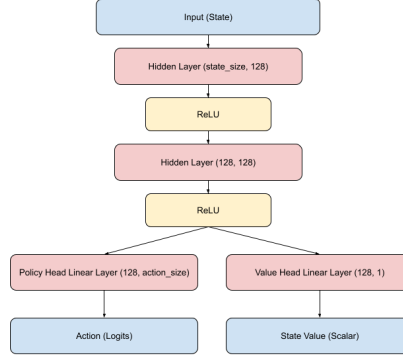 Input (State)
Hidden Layer (state_size, 128)
ReLU
Hidden Layer (128, 128)
ReLU
Policy Head Linear Layer (128, action_size)
Value Head Linear Layer (128, 1)
Action (Logits)
State Value (Scalar)